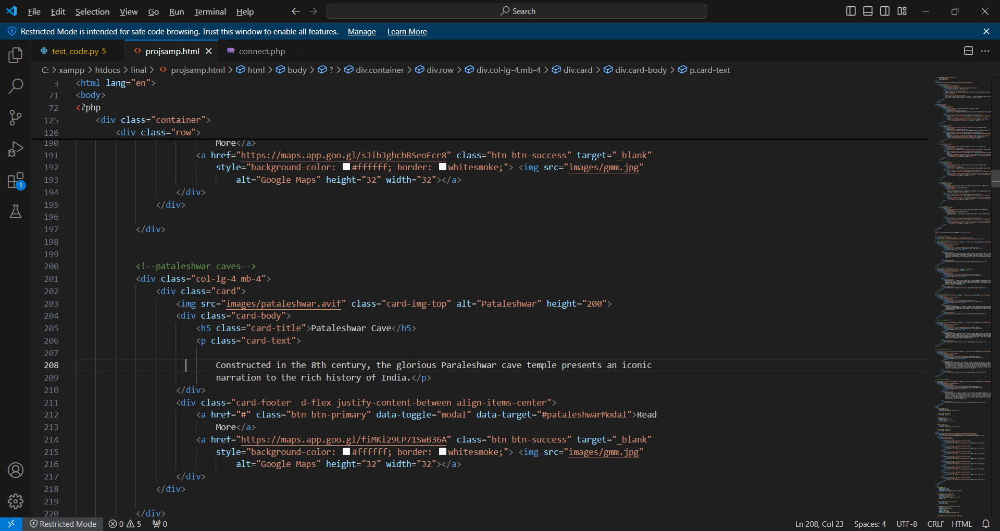 File Edit Selection View Go Run Terminal Help Search
Restricted Mode is intended for safe code browsing. Trust this window to enable all features. Manage Learn More
test_code.py 5 projsamp.html connect.php
C: > xampp > htdocs > final > projsamp.html > html > body > ? > div.container > div.row > div.col-lg-4.mb-4 > div.card > div.card-body > p.card-text
3 <html lang="en">
71 <body>
72 <?php
125 <div class="container">
126 <div class="row">
190 More</a>
191 <a href="https://maps.app.goo.gl/sJibJghcbBSeoFcr8" class="btn btn-success" target="_blank"
192 style="background-color: #ffffff; border: whitesmoke;"> <img src="images/gmm.jpg"
193 alt="Google Maps" height="32" width="32"></a>
194 </div>
195 </div>
196
197 </div>
198
199
200 <!--pataleshwar caves-->
201 <div class="col-lg-4 mb-4">
202 <div class="card">
203 <img src="images/pataleshwar.avif" class="card-img-top" alt="Pataleshwar" height="200">
204 <div class="card-body">
205 <h5 class="card-title">Pataleshwar Cave</h5>
206 <p class="card-text">
207
208 Constructed in the 8th century, the glorious Paraleshwar cave temple presents an iconic
209 narration to the rich history of India.</p>
210 </div>
211 <div class="card-footer  d-flex justify-content-between align-items-center">
212 <a href="#" class="btn btn-primary" data-toggle="modal" data-target="#pataleshwarModal">Read
213 More</a>
214 <a href="https://maps.app.goo.gl/fiMKi29LP71SwB36A" class="btn btn-success" target="_blank"
215 style="background-color: #ffffff; border: whitesmoke;"> <img src="images/gmm.jpg"
216 alt="Google Maps" height="32" width="32"></a>
217 </div>
218 </div>
219
220 </div>
1
Restricted Mode 0 5 0 Ln 208, Col 23 Spaces: 4 UTF-8 CRLF HTML